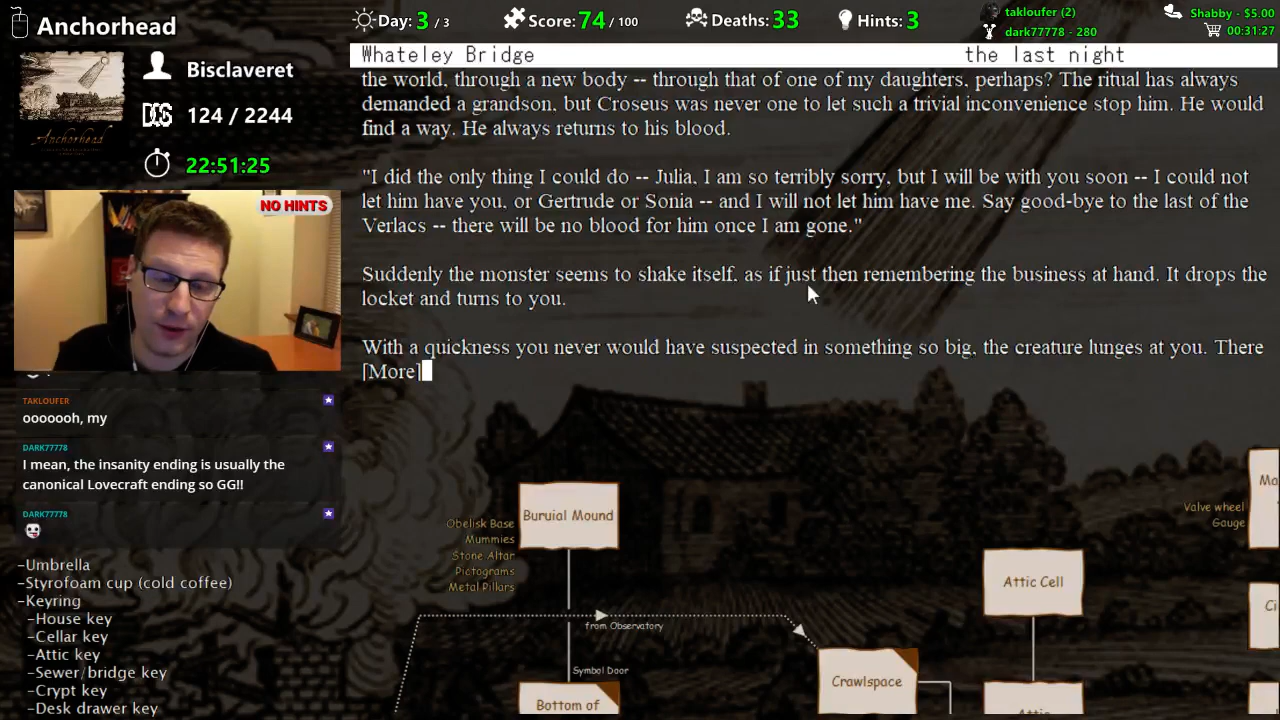 Anchorhead
Day: 3 / 3
Score: 74 / 100
Deaths: 33
Hints: 3
takloufer (2)
dark77778 - 280
Shabby - $5.00
00:31:27
Anchorhead
Bisclaveret
DCS 124 / 2244
22:51:25
NO HINTS
TAKLOUFER
ooooooh, my
DARK77778
I mean, the insanity ending is usually the
canonical Lovecraft ending so GG!!
DARK77778
-Umbrella
-Styrofoam cup (cold coffee)
-Keyring
-House key
-Cellar key
-Attic key
-Sewer/bridge key
-Crypt key
-Desk drawer key
Whateley Bridge the last night
the world, through a new body -- through that of one of my daughters, perhaps? The ritual has always
demanded a grandson, but Croseus was never one to let such a trivial inconvenience stop him. He would
find a way. He always returns to his blood.
"I did the only thing I could do -- Julia, I am so terribly sorry, but I will be with you soon -- I could not
let him have you, or Gertrude or Sonia -- and I will not let him have me. Say good-bye to the last of the
Verlacs -- there will be no blood for him once I am gone."
Suddenly the monster seems to shake itself, as if just then remembering the business at hand. It drops the
locket and turns to you.
With a quickness you never would have suspected in something so big, the creature lunges at you. There
[More]
Buruial Mound
Obelisk Base
Mummies
Stone Altar
Pictograms
Metal Pillars
from Observatory
Symbol Door
Bottom of
Crawlspace
Attic Cell
Attic
Valve wheel
Gauge
Ma
Ci